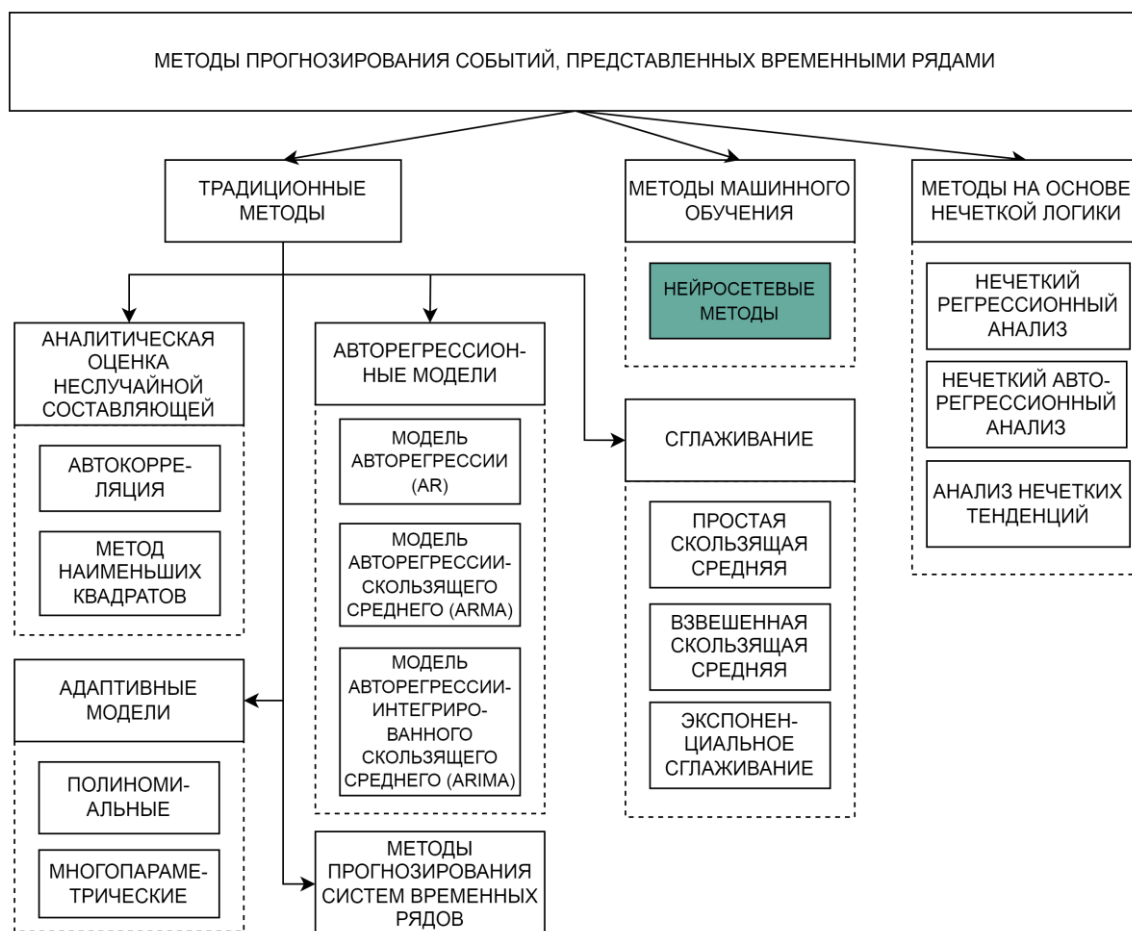 МЕТОДЫ ПРОГНОЗИРОВАНИЯ СОБЫТИЙ, ПРЕДСТАВЛЕННЫХ ВРЕМЕННЫМИ РЯДАМИ
ТРАДИЦИОННЫЕ
МЕТОДЫ
МЕТОДЫ МАШИННОГО
ОБУЧЕНИЯ
НЕЙРОСЕТЕВЫЕ
МЕТОДЫ
МЕТОДЫ НА ОСНОВЕ
НЕЧЕТКОЙ ЛОГИКИ
НЕЧЕТКИЙ
РЕГРЕССИОННЫЙ
АНАЛИЗ
НЕЧЕТКИЙ АВТО-
РЕГРЕССИОННЫЙ
АНАЛИЗ
АНАЛИЗ НЕЧЕТКИХ
ТЕНДЕНЦИЙ
АНАЛИТИЧЕСКАЯ
ОЦЕНКА
НЕСЛУЧАЙНОЙ
СОСТАВЛЯЮЩЕЙ
АВТОКОРРЕ-
ЛЯЦИЯ
МЕТОД
НАИМЕНЬШИХ
КВАДРАТОВ
АВТОРЕГРЕССИОН-
НЫЕ МОДЕЛИ
МОДЕЛЬ
АВТОРЕГРЕССИИ
(AR)
МОДЕЛЬ
АВТОРЕГРЕССИИ-
СКОЛЬЗЯЩЕГО
СРЕДНЕГО (ARMA)
МОДЕЛЬ
АВТОРЕГРЕССИИ-
ИНТЕГРИРО-
ВАННОГО
СКОЛЬЗЯЩЕГО
СРЕДНЕГО (ARIMA)
СГЛАЖИВАНИЕ
ПРОСТАЯ
СКОЛЬЗЯЩАЯ
СРЕДНЯЯ
ВЗВЕШЕННАЯ
СКОЛЬЗЯЩАЯ
СРЕДНЯЯ
ЭКСПОНЕН-
ЦИАЛЬНОЕ
СГЛАЖИВАНИЕ
АДАПТИВНЫЕ
МОДЕЛИ
ПОЛИНОМИ-
АЛЬНЫЕ
МНОГОПАРАМЕ-
ТРИЧЕСКИЕ
МЕТОДЫ
ПРОГНОЗИРОВАНИЯ
СИСТЕМ ВРЕМЕННЫХ
РЯДОВ